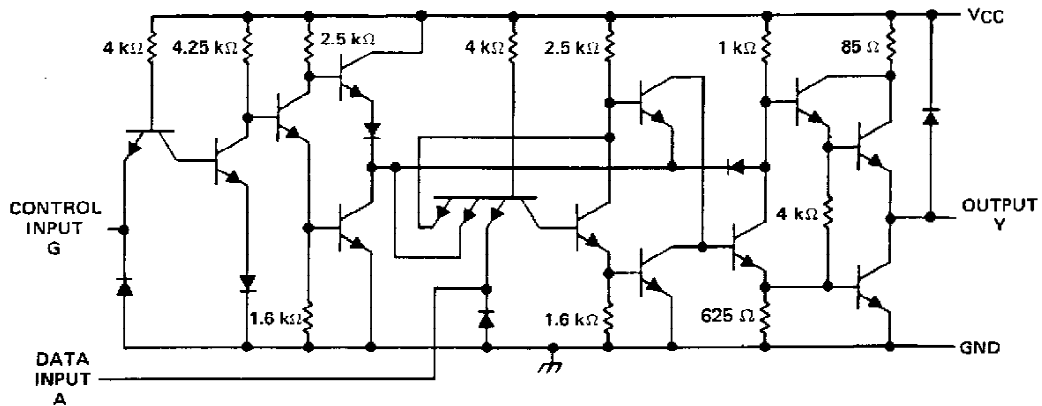 VCC
4 kΩ
4.25 kΩ
2.5 kΩ
4 kΩ
2.5 kΩ
1 kΩ
85 Ω
CONTROL
INPUT
G
4 kΩ
OUTPUT
Y
1.6 kΩ
1.6 kΩ
625 Ω
GND
DATA
INPUT
A